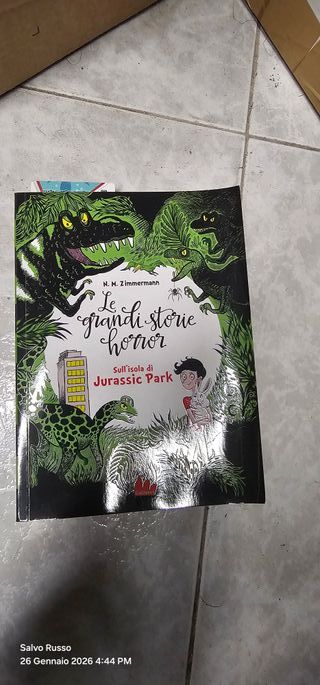 N. M. Zimmermann
Le
grandi storie
horror
Sull'isola di
Jurassic Park
Salvo Russo
26 Gennaio 2026 4:44 PM